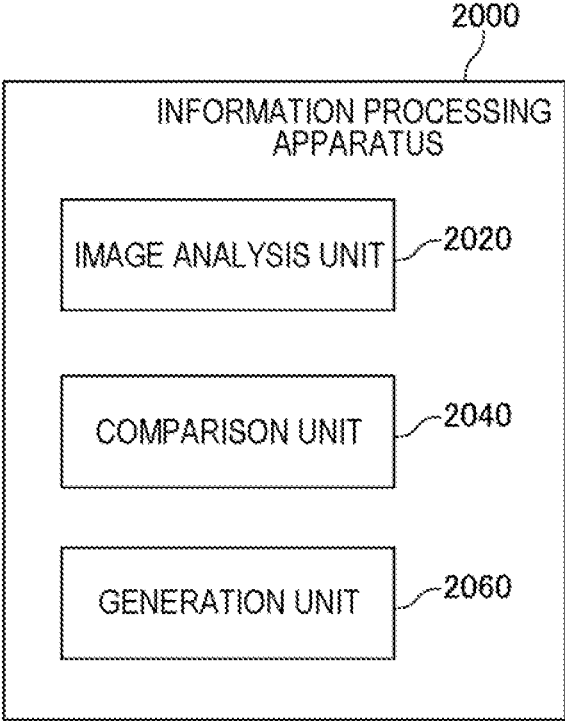 2000
INFORMATION PROCESSING
APPARATUS
IMAGE ANALYSIS UNIT
2020
COMPARISON UNIT
2040
GENERATION UNIT
2060